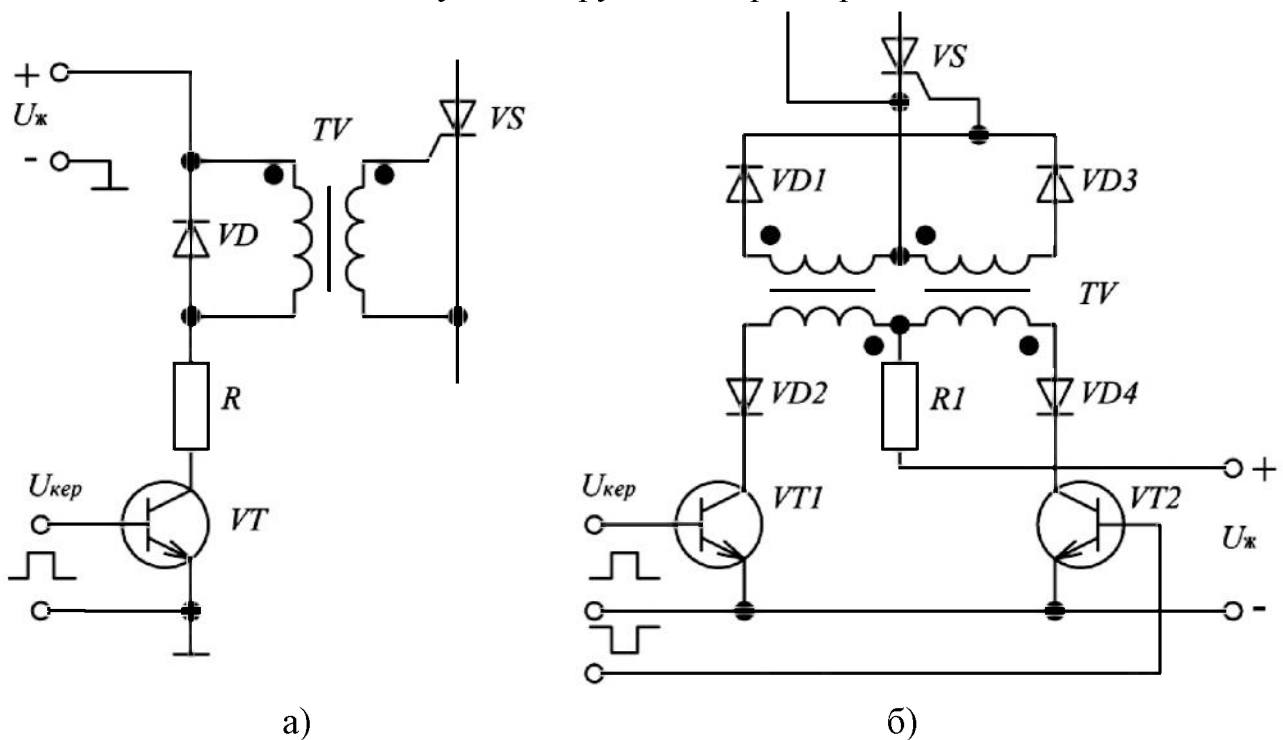 +
Uж
-
TV
VS
VD
R
Uкер
VT
а)
VS
VD1
VD3
TV
VD2
R1
VD4
+
Uкер
VT1
VT2
Uж
-
б)